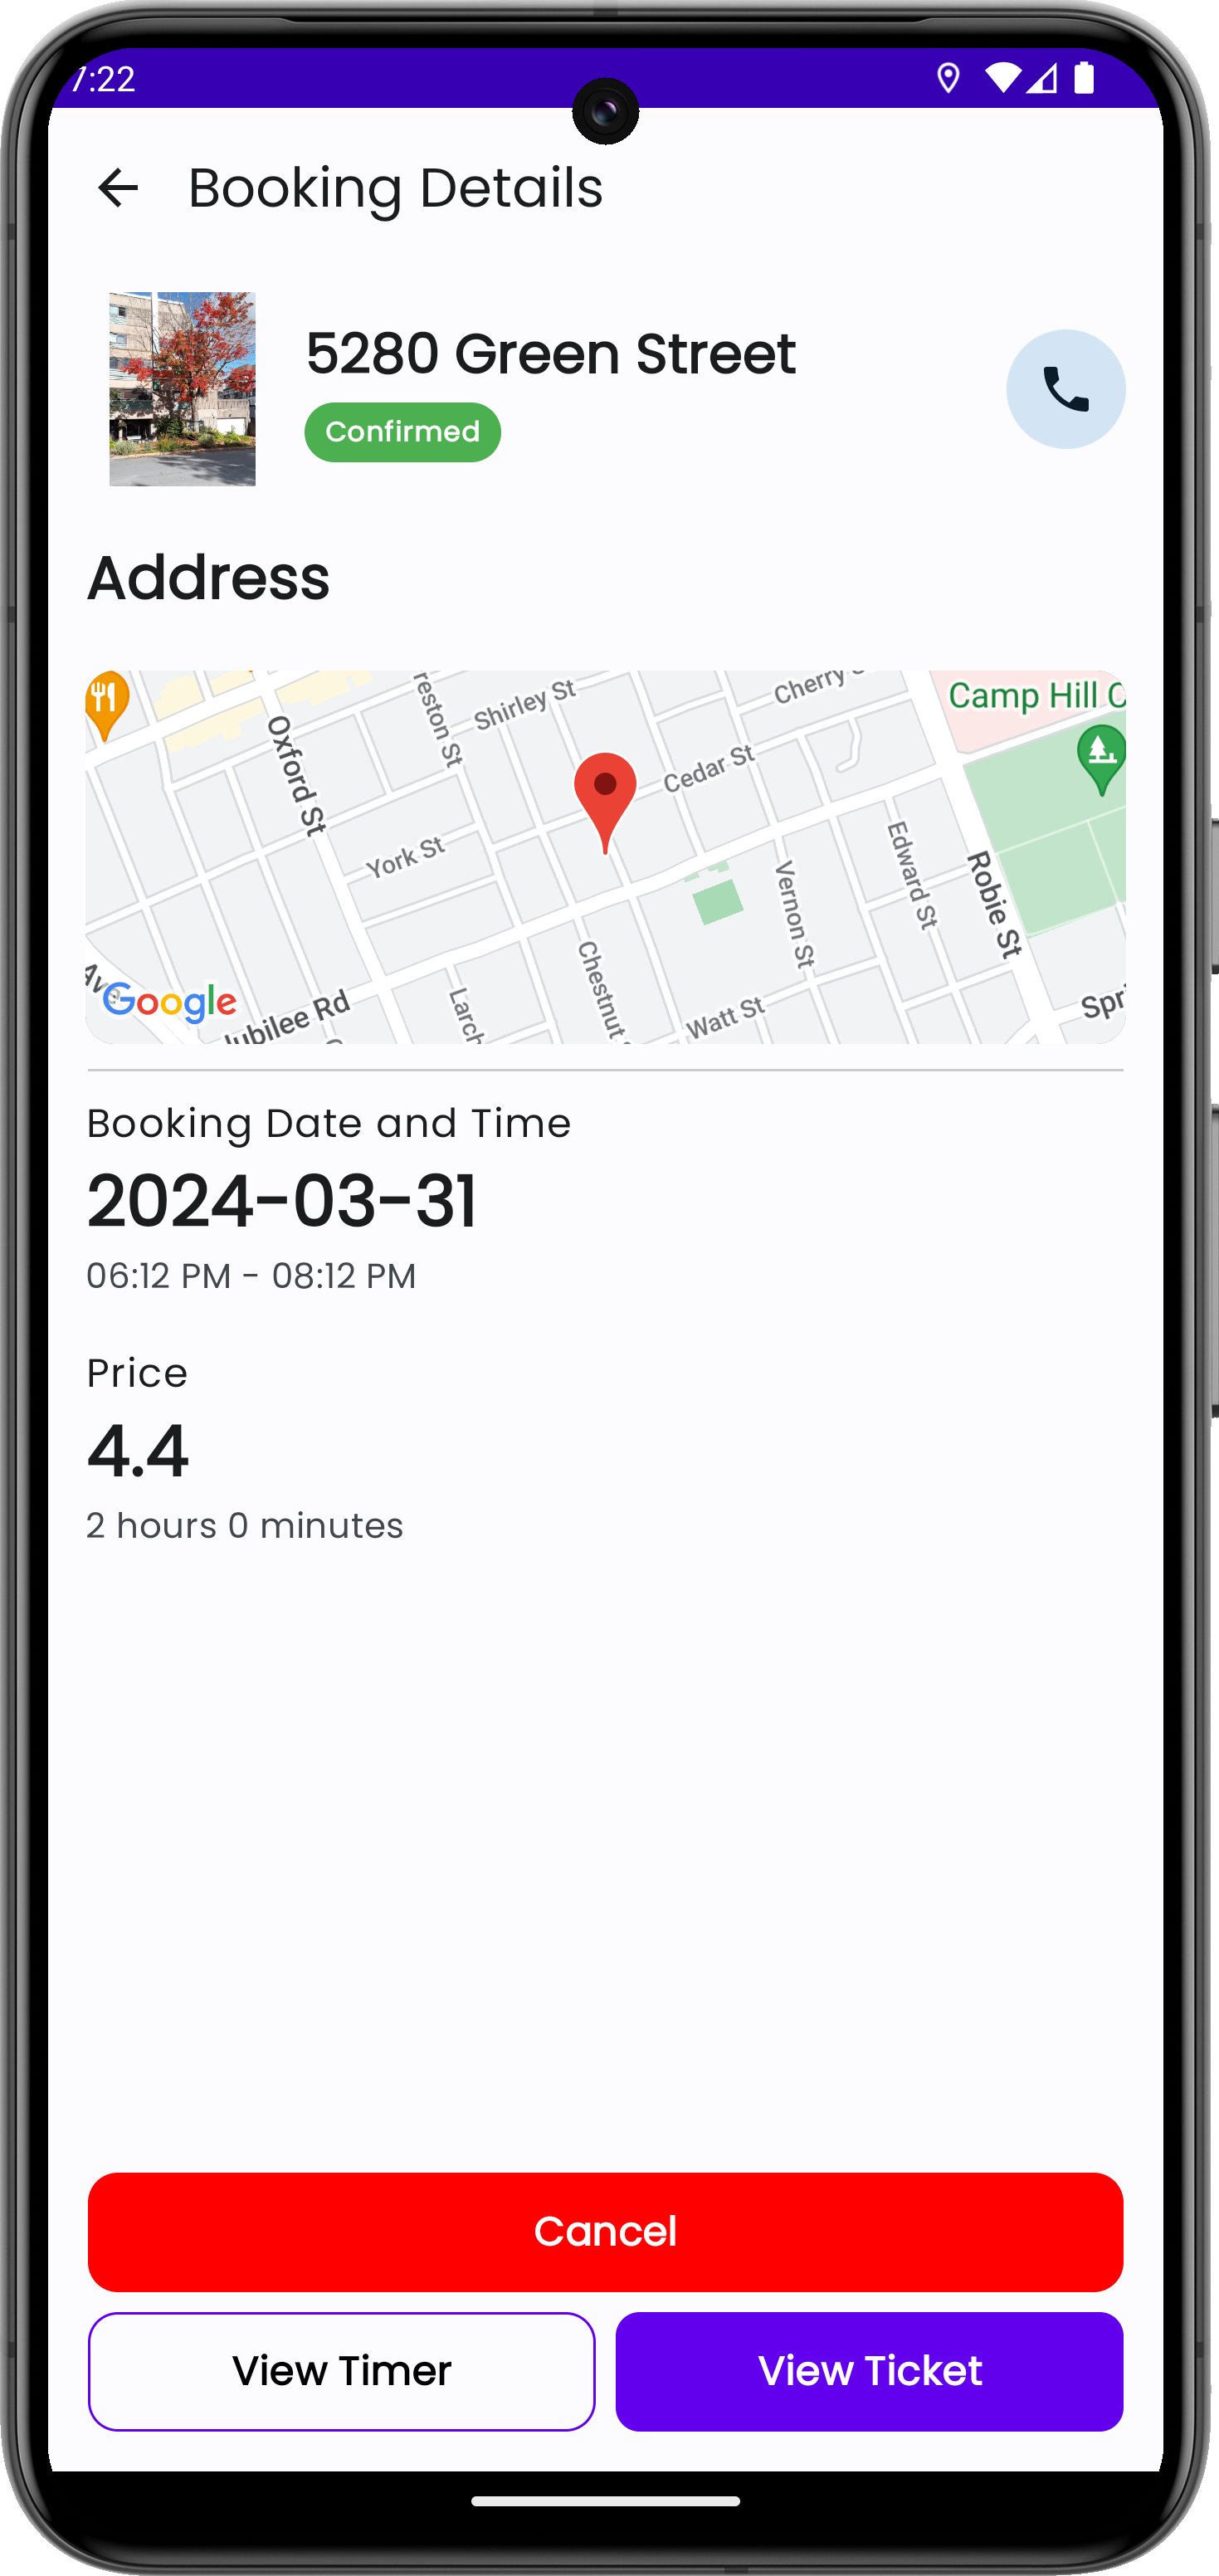 7:22
Booking Details
5280 Green Street
Confirmed
Address
Oxford St
reston St
Shirley St
Cherry
Camp Hill C
Cedar St
York St
Edward St
Robie St
Vernon St
Chestnut
Ave
Google
ubilee Rd
Larch
Watt St
Spri
Booking Date and Time
2024-03-31
06:12 PM - 08:12 PM
Price
4.4
2 hours 0 minutes
Cancel
View Timer
View Ticket